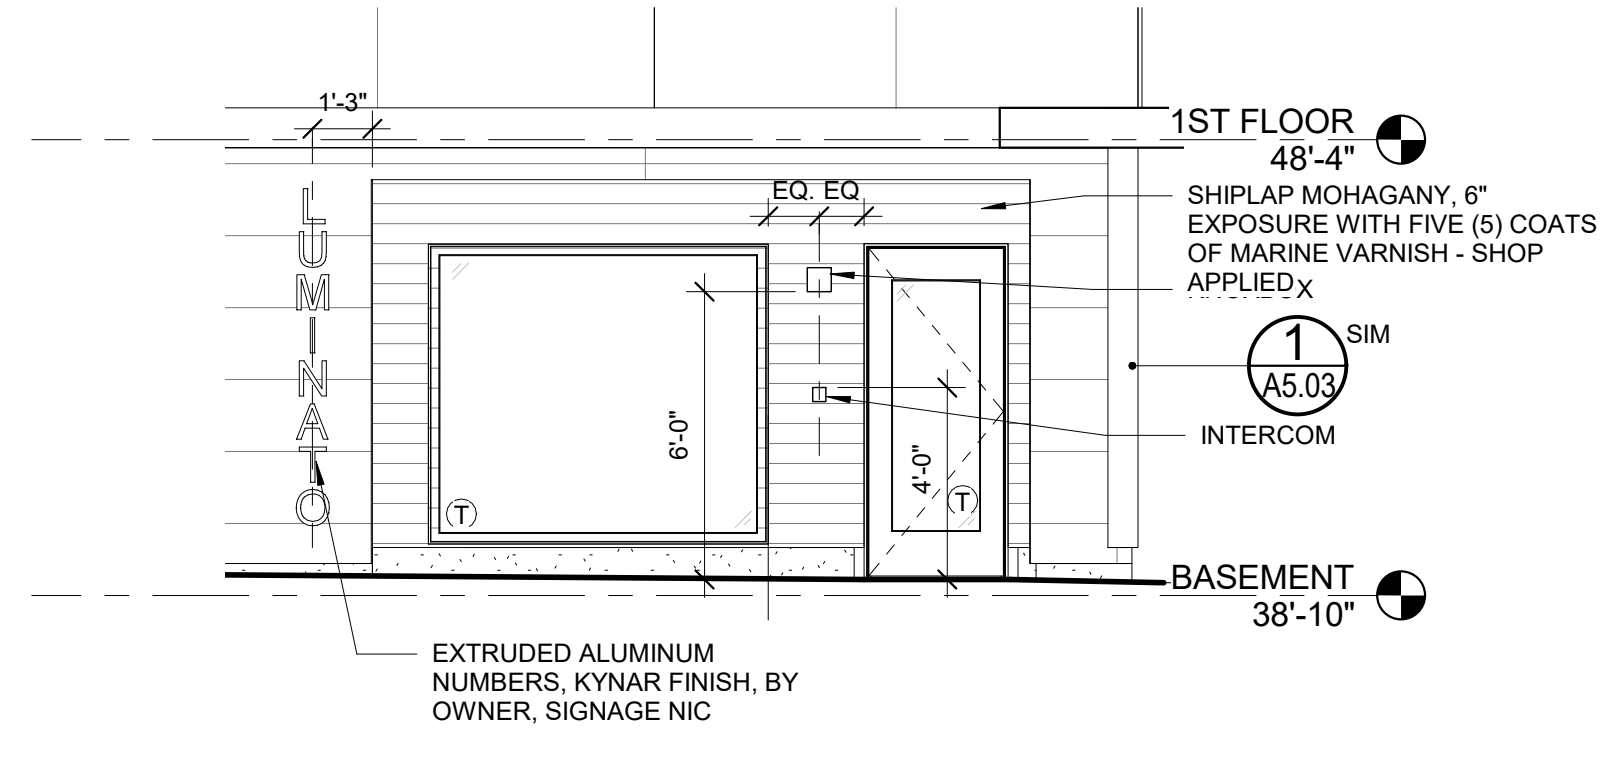 1'-3"
1ST FLOOR
48'-4"
SHIPLAP MOHAGANY, 6"
EXPOSURE WITH FIVE (5) COATS
OF MARINE VARNISH - SHOP
APPLIED
EQ. EQ
LUMINATO
1
A5.03
SIM
6'-0"
4'-0"
INTERCOM
T
T
BASEMENT
38'-10"
EXTRUDED ALUMINUM
NUMBERS, KYNAR FINISH, BY
OWNER, SIGNAGE NIC